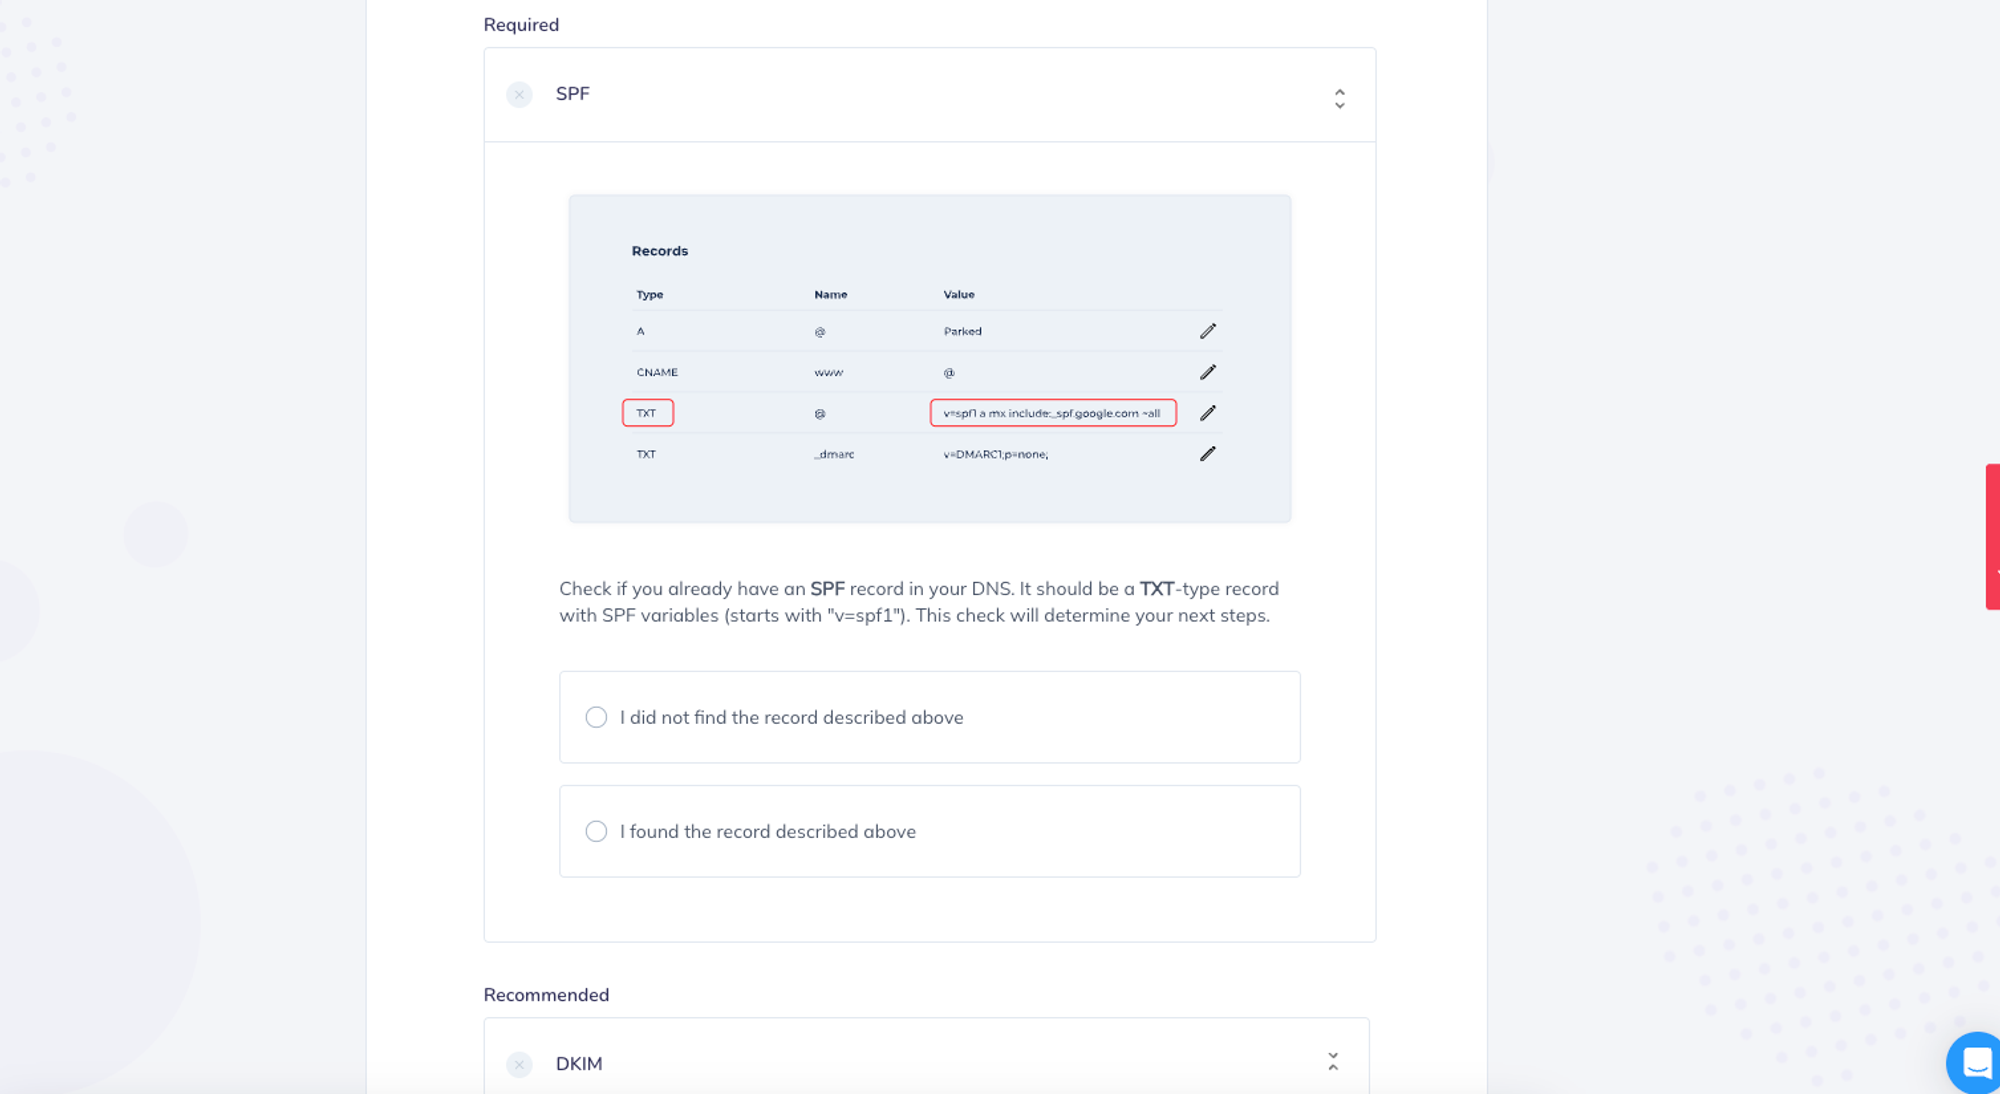 Required
SPF
Records
Type Name Value
A @ Parked
CNAME www @
TXT @ v=spf1 a mx include:_spf.google.com ~all
TXT _dmarc v=DMARC1;p=none;
Check if you already have an SPF record in your DNS. It should be a TXT-type record
with SPF variables (starts with "v=spf1"). This check will determine your next steps.
I did not find the record described above
I found the record described above
Recommended
DKIM